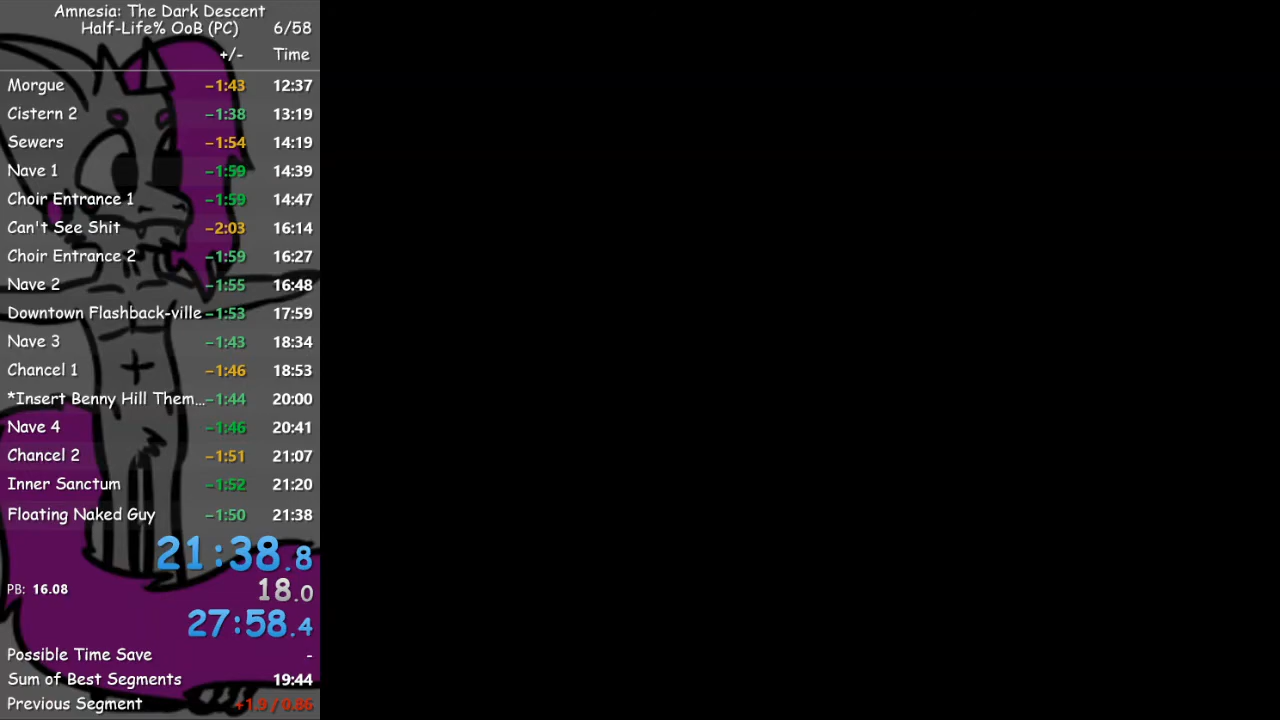 Amnesia: The Dark Descent
Half-Life% OoB (PC) 6/58
+/- Time
Morgue −1:43 12:37
Cistern 2 −1:38 13:19
Sewers −1:54 14:19
Nave 1 −1:59 14:39
Choir Entrance 1 −1:59 14:47
Can't See Shit −2:03 16:14
Choir Entrance 2 −1:59 16:27
Nave 2 −1:55 16:48
Downtown Flashback-ville −1:53 17:59
Nave 3 −1:43 18:34
Chancel 1 −1:46 18:53
*Insert Benny Hill Them... −1:44 20:00
Nave 4 −1:46 20:41
Chancel 2 −1:51 21:07
Inner Sanctum −1:52 21:20
Floating Naked Guy −1:50 21:38
21:38.8
PB: 16.08 18.0
27:58.4
Possible Time Save -
Sum of Best Segments 19:44
Previous Segment +1.9 / 0.86